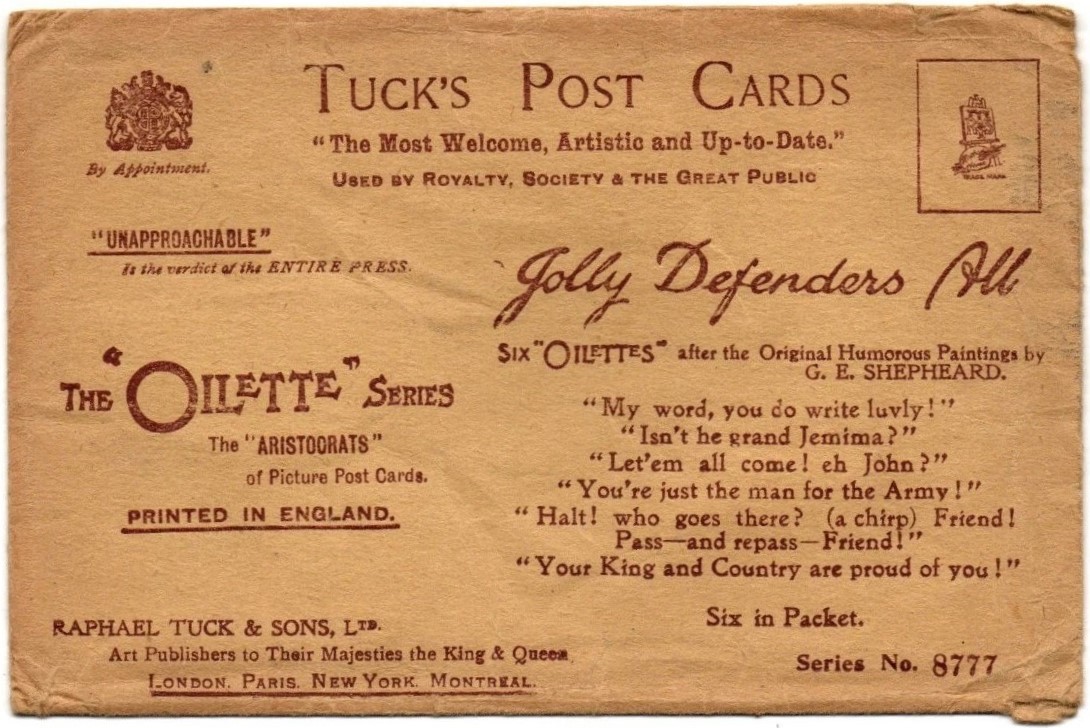 TUCK'S POST CARDS
"The Most Welcome, Artistic and Up-to-Date."
USED BY ROYALTY, SOCIETY & THE GREAT PUBLIC
By Appointment.
TRADE MARK
"UNAPPROACHABLE"
Is the verdict of the ENTIRE PRESS.
THE "OILETTE" SERIES
The "ARISTOCRATS"
of Picture Post Cards.
PRINTED IN ENGLAND.
Jolly Defenders All
SIX "OILETTES" after the Original Humorous Paintings by
G. E. SHEPHEARD.
"My word, you do write luvly!"
"Isn't he grand Jemima?"
"Let'em all come! eh John?"
"You're just the man for the Army!"
"Halt! who goes there? (a chirp) Friend!
Pass—and repass—Friend!"
"Your King and Country are proud of you!"
Six in Packet.
Series No. 8777
RAPHAEL TUCK & SONS, LTD.
Art Publishers to Their Majesties the King & Queen
LONDON. PARIS. NEW YORK. MONTREAL.